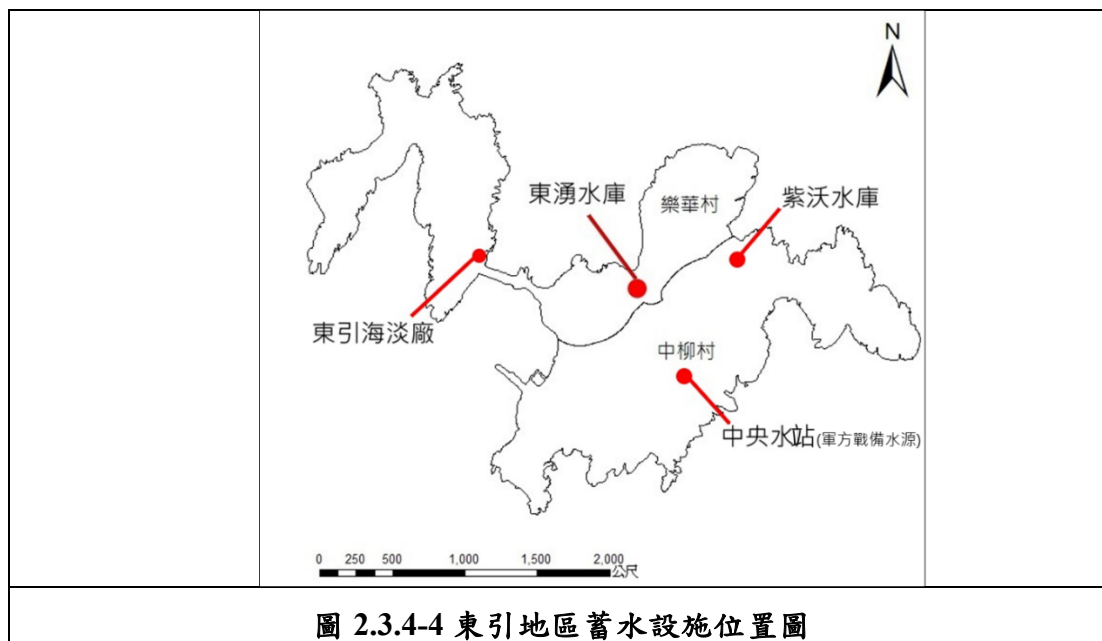 N
東湧水庫
樂華村
紫沃水庫
東引海淡廠
中柳村
中央水站(軍方戰備水源)
0 250 500 1,000 1,500 2,000
公尺
圖 2.3.4-4 東引地區蓄水設施位置圖